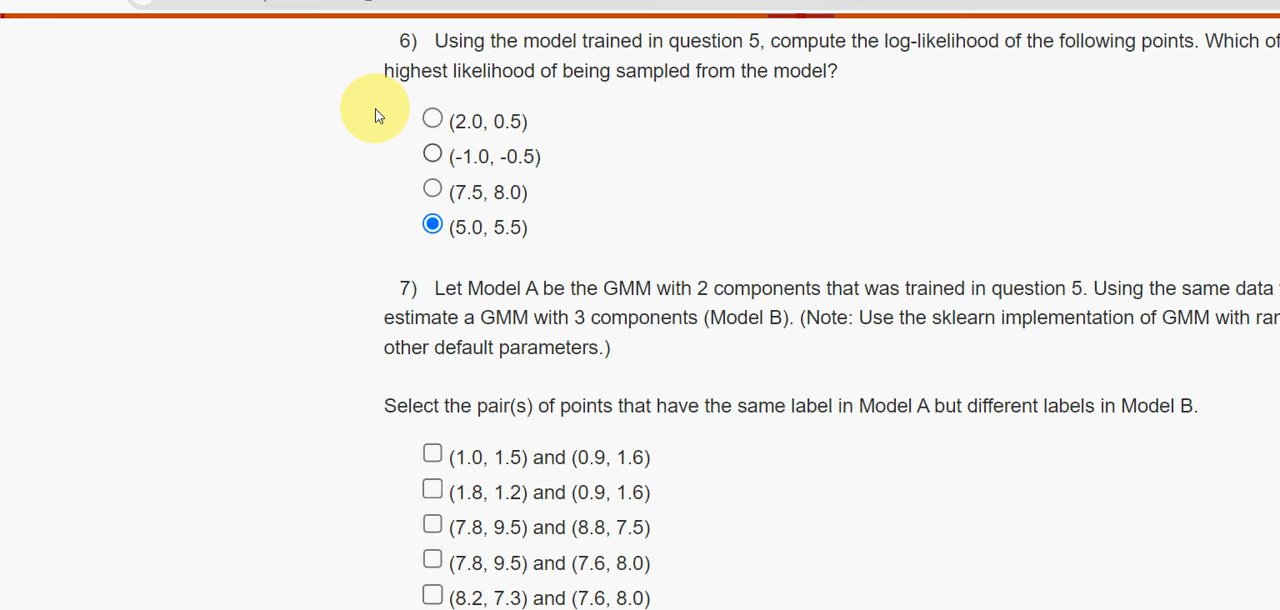 6) Using the model trained in question 5, compute the log-likelihood of the following points. Which of
highest likelihood of being sampled from the model?
(2.0, 0.5)
(-1.0, -0.5)
(7.5, 8.0)
(5.0, 5.5)
7) Let Model A be the GMM with 2 components that was trained in question 5. Using the same data
estimate a GMM with 3 components (Model B). (Note: Use the sklearn implementation of GMM with
other default parameters.)
Select the pair(s) of points that have the same label in Model A but different labels in Model B.
(1.0, 1.5) and (0.9, 1.6)
(1.8, 1.2) and (0.9, 1.6)
(7.8, 9.5) and (8.8, 7.5)
(7.8, 9.5) and (7.6, 8.0)
(8.2, 7.3) and (7.6, 8.0)